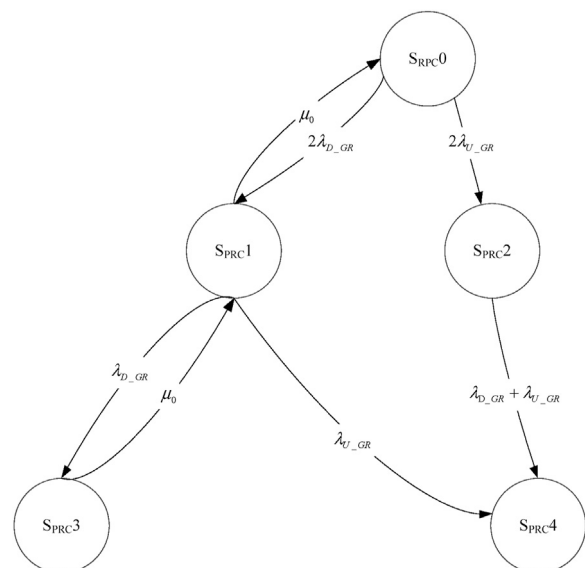 S_RPC0
μ_0
2λ_D_GR
2λ_U_GR
S_PRC1
S_PRC2
λ_D_GR
μ_0
λ_D_GR + λ_U_GR
λ_U_GR
S_PRC3
S_PRC4